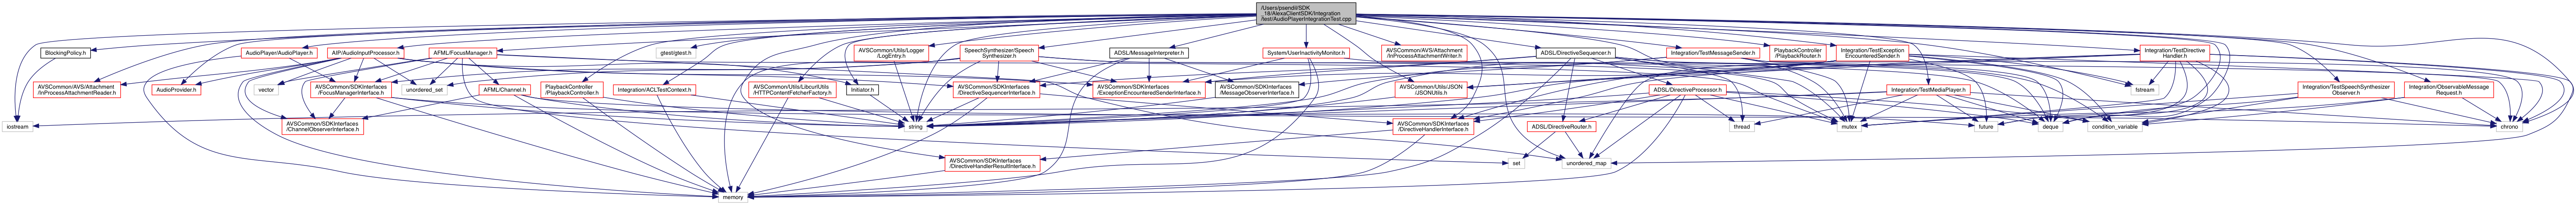 /Users/psendil/SDK
_18/AlexaClientSDK/Integration
/test/AudioPlayerIntegrationTest.cpp
BlockingPolicy.h
AudioPlayer/AudioPlayer.h
AIP/AudioInputProcessor.h
AFML/FocusManager.h
gtest/gtest.h
AVSCommon/Utils/Logger
/LogEntry.h
SpeechSynthesizer/Speech
Synthesizer.h
ADSL/MessageInterpreter.h
System/UserInactivityMonitor.h
AVSCommon/AVS/Attachment
/InProcessAttachmentWriter.h
ADSL/DirectiveSequencer.h
Integration/TestMessageSender.h
PlaybackController
/PlaybackRouter.h
Integration/TestException
EncounteredSender.h
Integration/TestDirective
Handler.h
AVSCommon/AVS/Attachment
/InProcessAttachmentReader.h
AudioProvider.h
vector
AVSCommon/SDKInterfaces
/FocusManagerInterface.h
unordered_set
AFML/Channel.h
PlaybackController
/PlaybackController.h
Integration/ACLTestContext.h
AVSCommon/Utils/LibcurlUtils
/HTTPContentFetcherFactory.h
Initiator.h
AVSCommon/SDKInterfaces
/DirectiveSequencerInterface.h
AVSCommon/SDKInterfaces
/ExceptionEncounteredSenderInterface.h
AVSCommon/SDKInterfaces
/MessageObserverInterface.h
AVSCommon/Utils/JSON
/JSONUtils.h
ADSL/DirectiveProcessor.h
Integration/TestMediaPlayer.h
fstream
Integration/TestSpeechSynthesizer
Observer.h
Integration/ObservableMessage
Request.h
iostream
AVSCommon/SDKInterfaces
/ChannelObserverInterface.h
string
AVSCommon/SDKInterfaces
/DirectiveHandlerInterface.h
ADSL/DirectiveRouter.h
thread
mutex
future
deque
condition_variable
chrono
AVSCommon/SDKInterfaces
/DirectiveHandlerResultInterface.h
set
unordered_map
memory